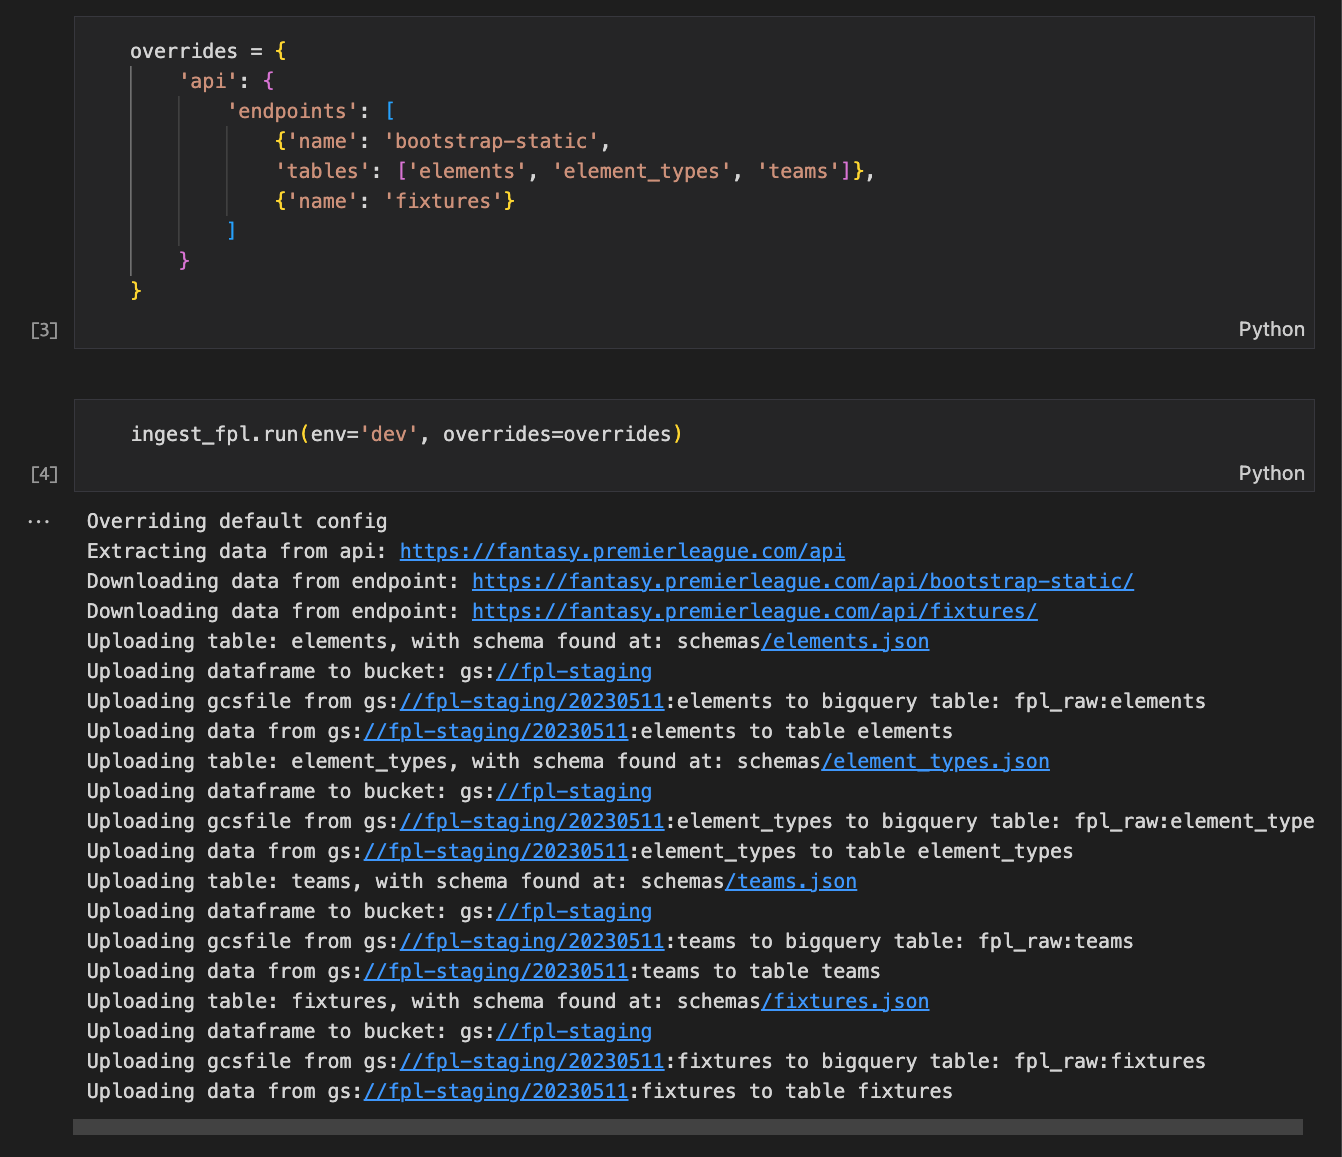 overrides = {
    'api': {
        'endpoints': [
            {'name': 'bootstrap-static',
            'tables': ['elements', 'element_types', 'teams']},
            {'name': 'fixtures'}
        ]
    }
}
[3]
Python
ingest_fpl.run(env='dev', overrides=overrides)
[4]
Python
...
Overriding default config
Extracting data from api: https://fantasy.premierleague.com/api
Downloading data from endpoint: https://fantasy.premierleague.com/api/bootstrap-static/
Downloading data from endpoint: https://fantasy.premierleague.com/api/fixtures/
Uploading table: elements, with schema found at: schemas/elements.json
Uploading dataframe to bucket: gs://fpl-staging
Uploading gcsfile from gs://fpl-staging/20230511:elements to bigquery table: fpl_raw:elements
Uploading data from gs://fpl-staging/20230511:elements to table elements
Uploading table: element_types, with schema found at: schemas/element_types.json
Uploading dataframe to bucket: gs://fpl-staging
Uploading gcsfile from gs://fpl-staging/20230511:element_types to bigquery table: fpl_raw:element_type
Uploading data from gs://fpl-staging/20230511:element_types to table element_types
Uploading table: teams, with schema found at: schemas/teams.json
Uploading dataframe to bucket: gs://fpl-staging
Uploading gcsfile from gs://fpl-staging/20230511:teams to bigquery table: fpl_raw:teams
Uploading data from gs://fpl-staging/20230511:teams to table teams
Uploading table: fixtures, with schema found at: schemas/fixtures.json
Uploading dataframe to bucket: gs://fpl-staging
Uploading gcsfile from gs://fpl-staging/20230511:fixtures to bigquery table: fpl_raw:fixtures
Uploading data from gs://fpl-staging/20230511:fixtures to table fixtures